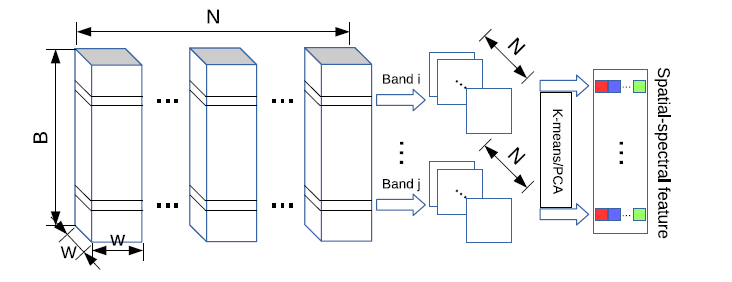 N
B
w
w
Band i
Band j
N
N
K-means/PCA
Spatial-spectral feature